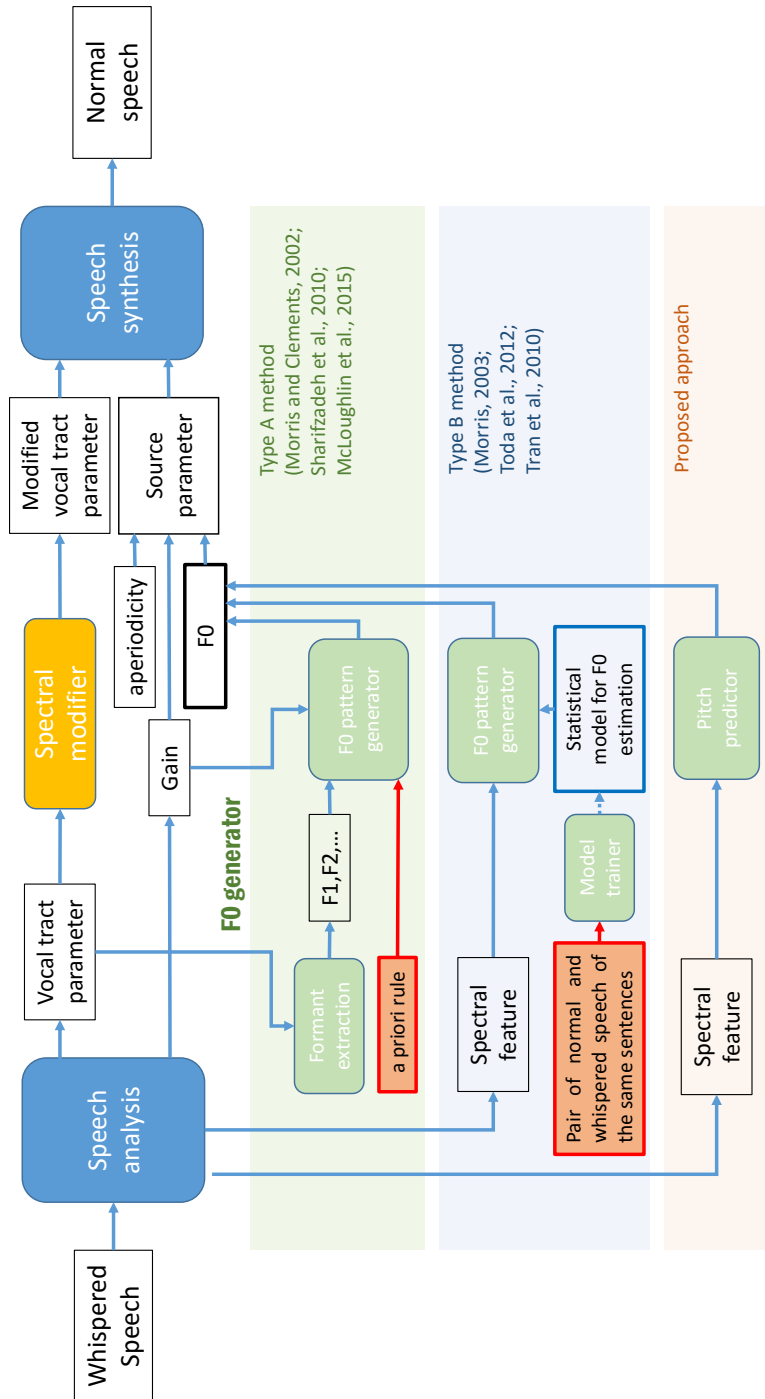 Whispered
Speech
Speech
analysis
Vocal tract
parameter
Spectral
modifier
Modified
vocal tract
parameter
Speech
synthesis
Normal
speech
Gain
aperiodicity
F0
Source
parameter
F0 generator
Formant
extraction
F1,F2,...
a priori rule
F0 pattern
generator
Type A method
(Morris and Clements, 2002;
Sharifzadeh et al., 2010;
McLoughlin et al., 2015)
Spectral
feature
F0 pattern
generator
Pair of normal and
whispered speech of
the same sentences
Model
trainer
Statistical
model for F0
estimation
Type B method
(Morris, 2003;
Toda et al., 2012;
Tran et al., 2010)
Spectral
feature
Pitch
predictor
Proposed approach